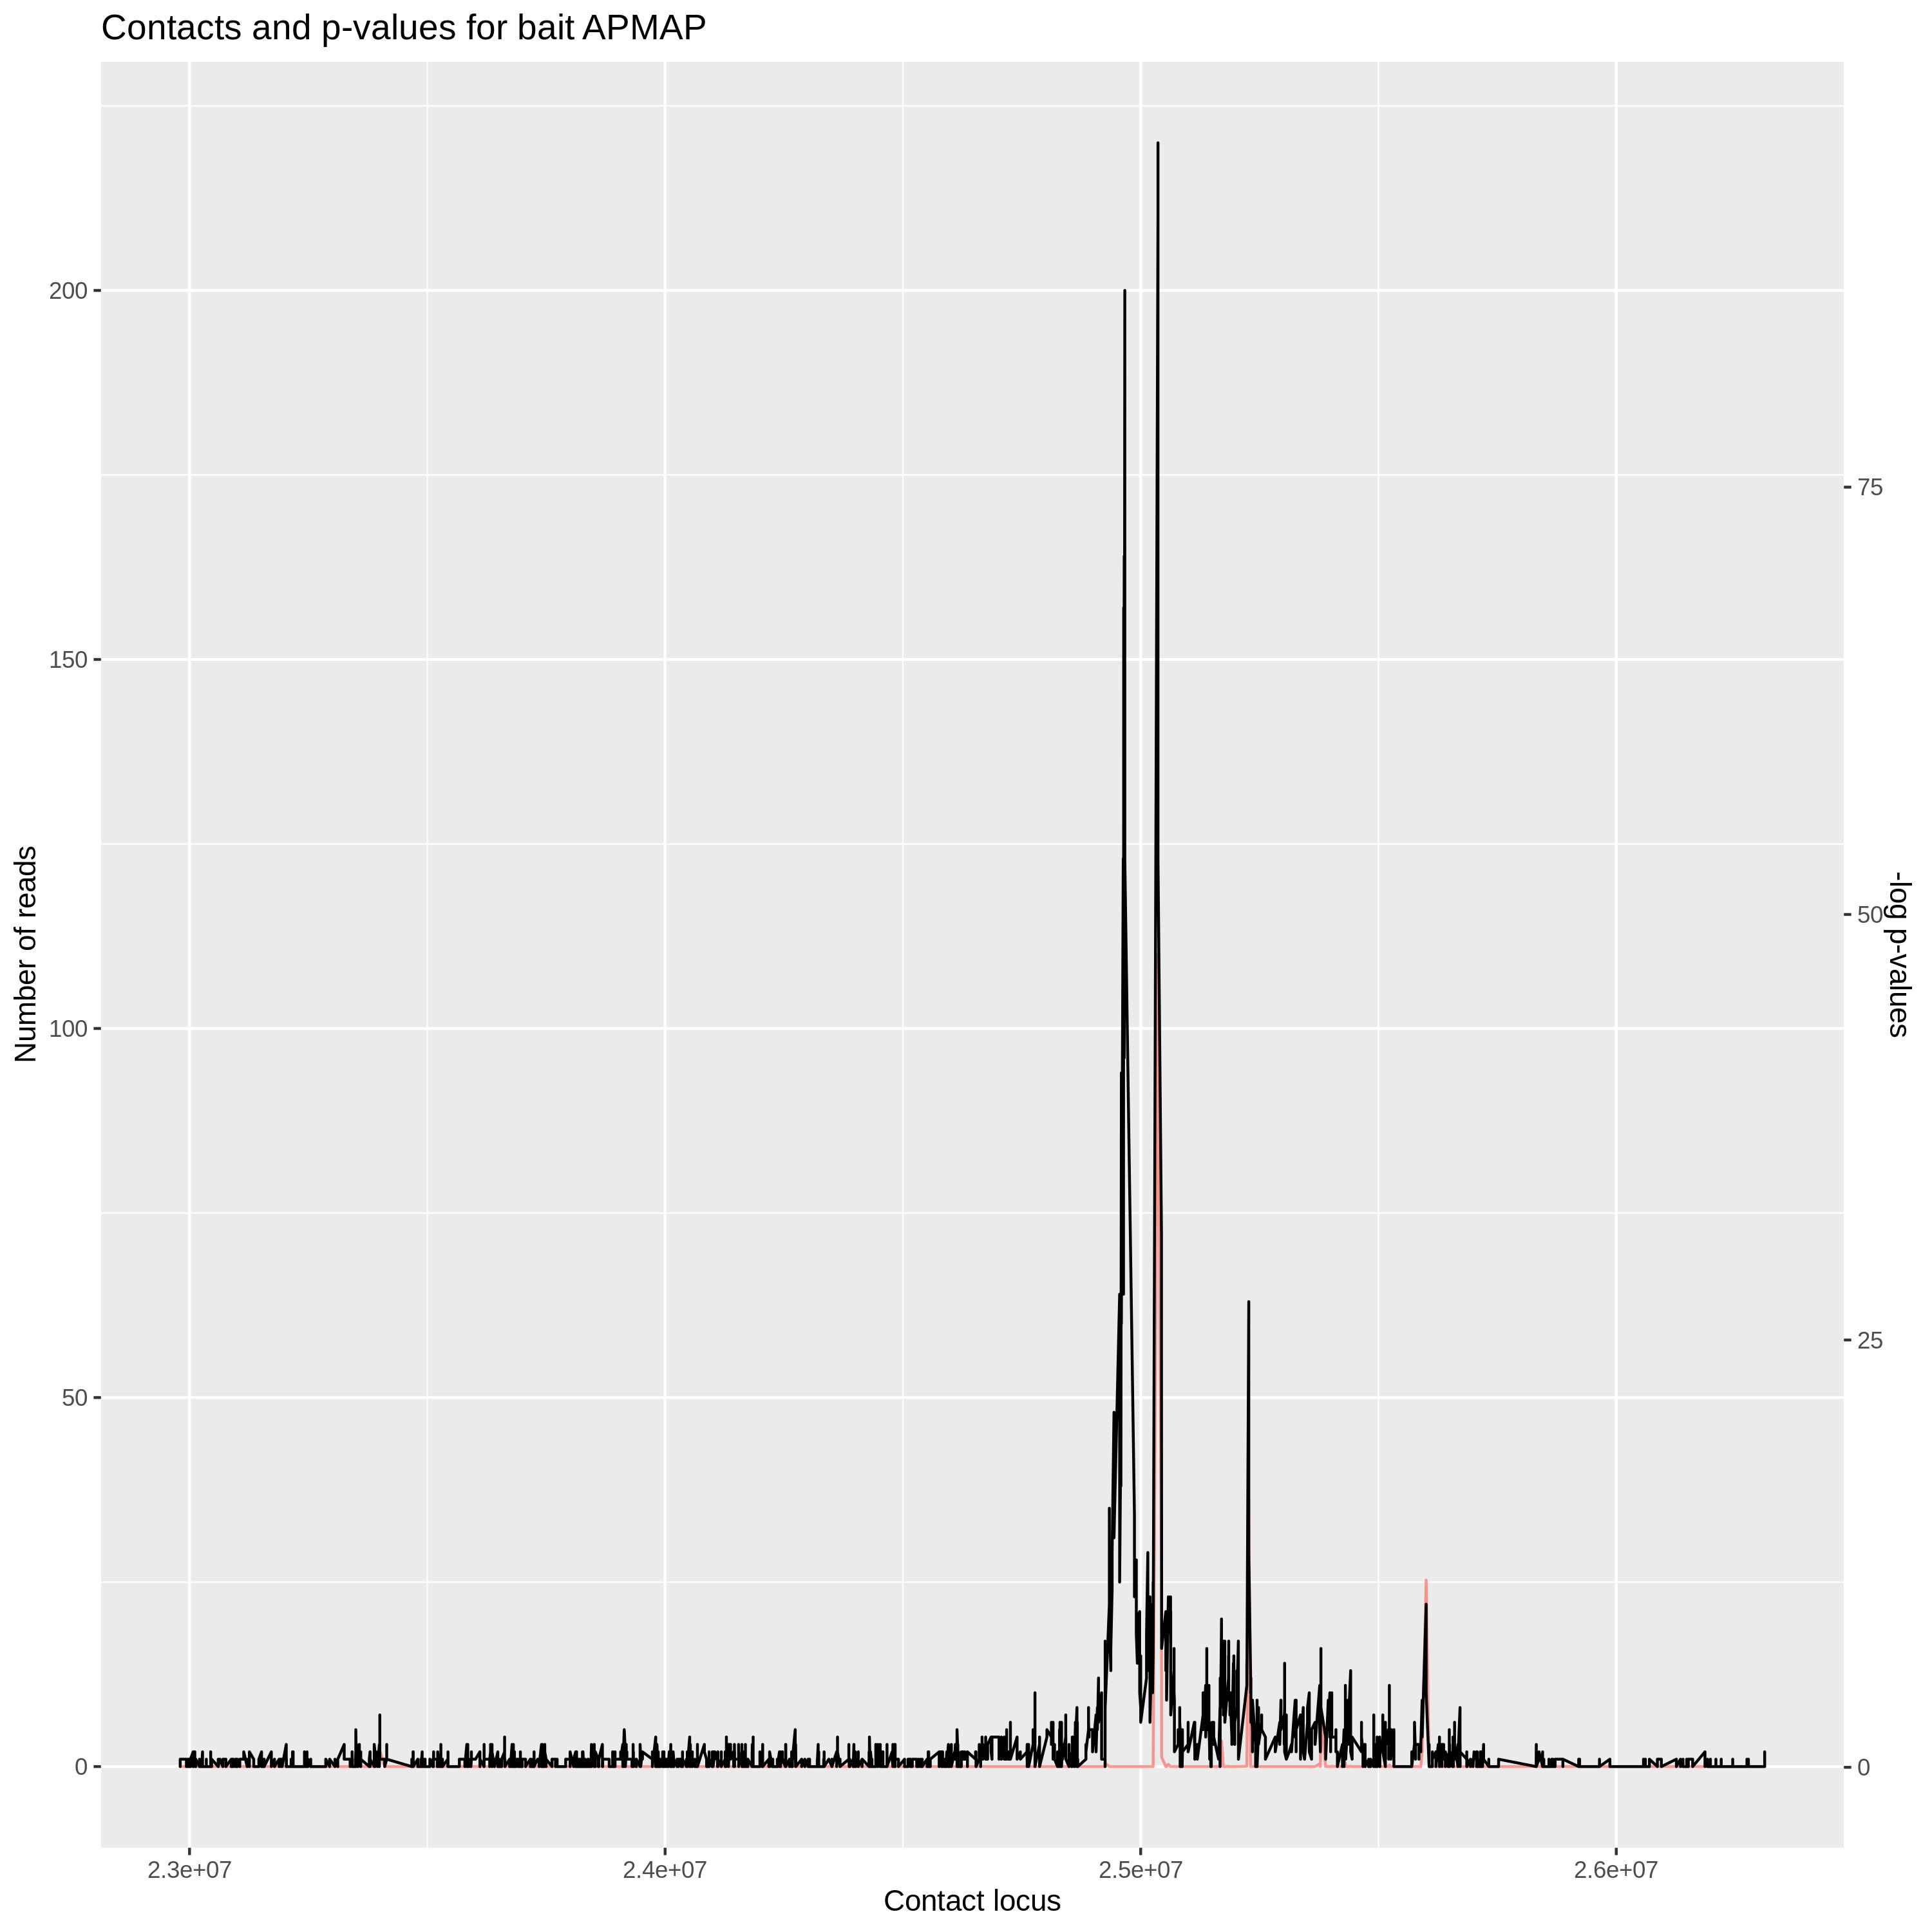 Contacts and p-values for bait APMAP
Number of reads
200
150
100
50
0
75
50
25
0
-log p-values
2.3e+07 2.4e+07 2.5e+07 2.6e+07
Contact locus